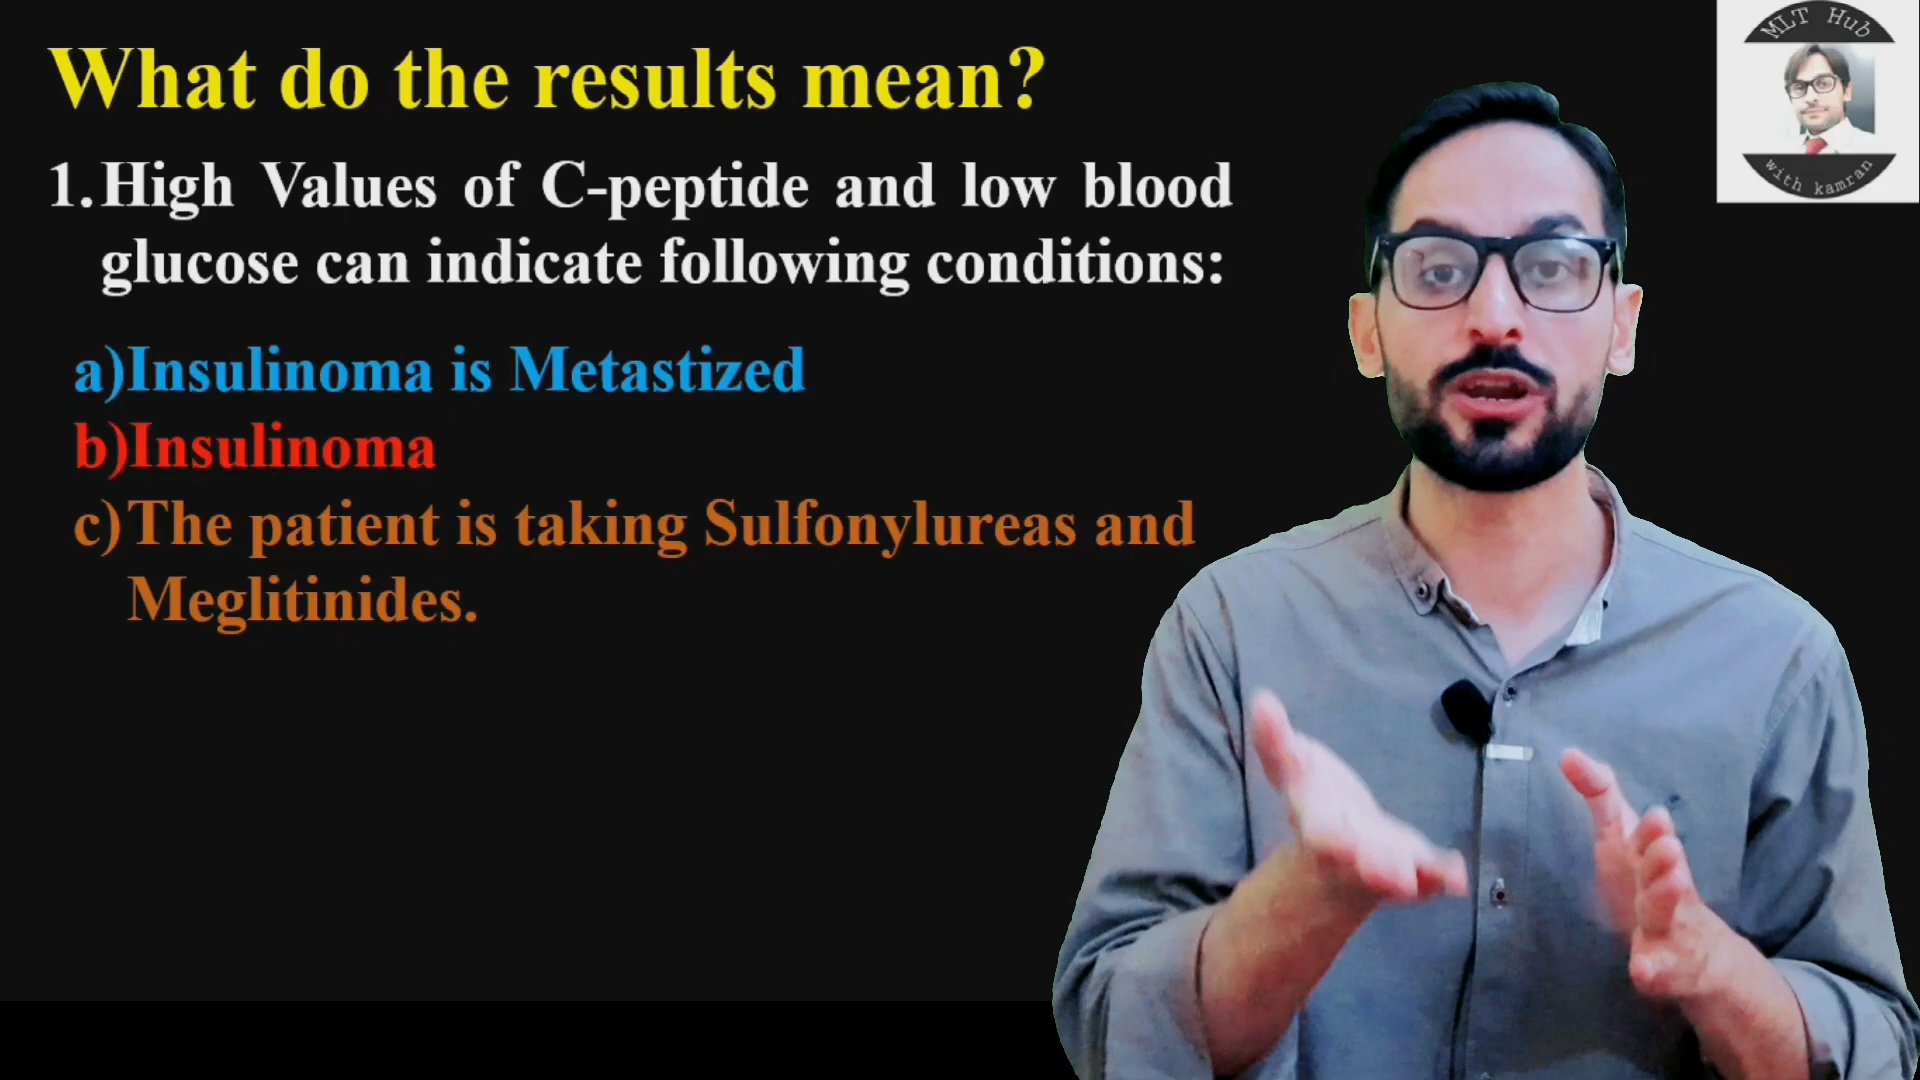 What do the results mean?
1. High Values of C-peptide and low blood
glucose can indicate following conditions:
a)Insulinoma is Metastized
b)Insulinoma
c)The patient is taking Sulfonylureas and
Meglitinides.
MLT Hub
with kamran